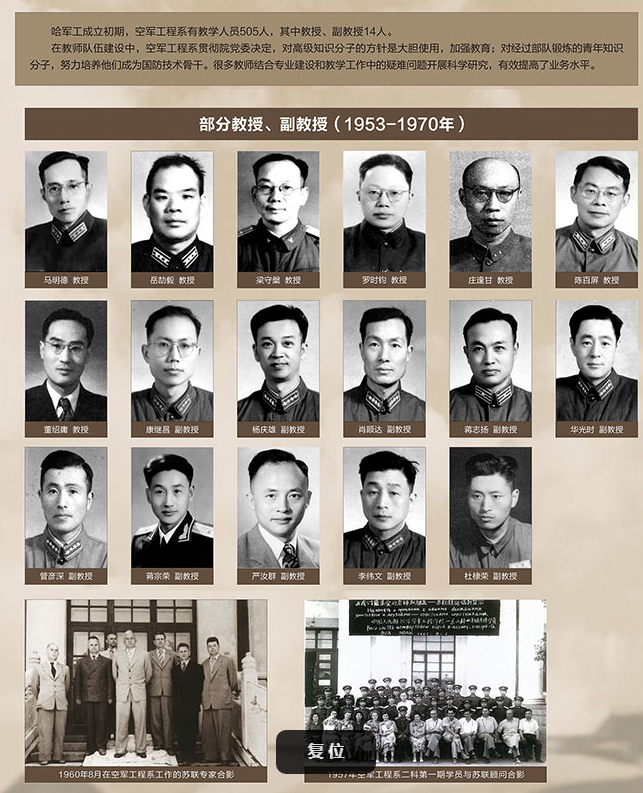 哈军工成立初期，空军工程系有教学人员505人，其中教授、副教授14人。
在教师队伍建设中，空军工程系贯彻院党委决定，对高级知识分子的方针是大胆使用，加强教育；对经过部队锻炼的青年知识
分子，努力培养他们成为国防技术骨干。很多教师结合专业建设和教学工作中的疑难问题开展科学研究，有效提高了业务水平。
部分教授、副教授（1953-1970年）
马明德 教授
岳劼毅 教授
梁守槃 教授
罗时钧 教授
庄逢甘 教授
陈百屏 教授
董绍庸 教授
康继昌 副教授
杨庆雄 副教授
肖顺达 副教授
蒋志扬 副教授
华光时 副教授
管彦深 副教授
蒋宗荣 副教授
严汝群 副教授
李纬文 副教授
杜棣荣 副教授
1960年8月在空军工程系工作的苏联专家合影
1957年空军工程系二科第一期学员与苏联顾问合影
复位